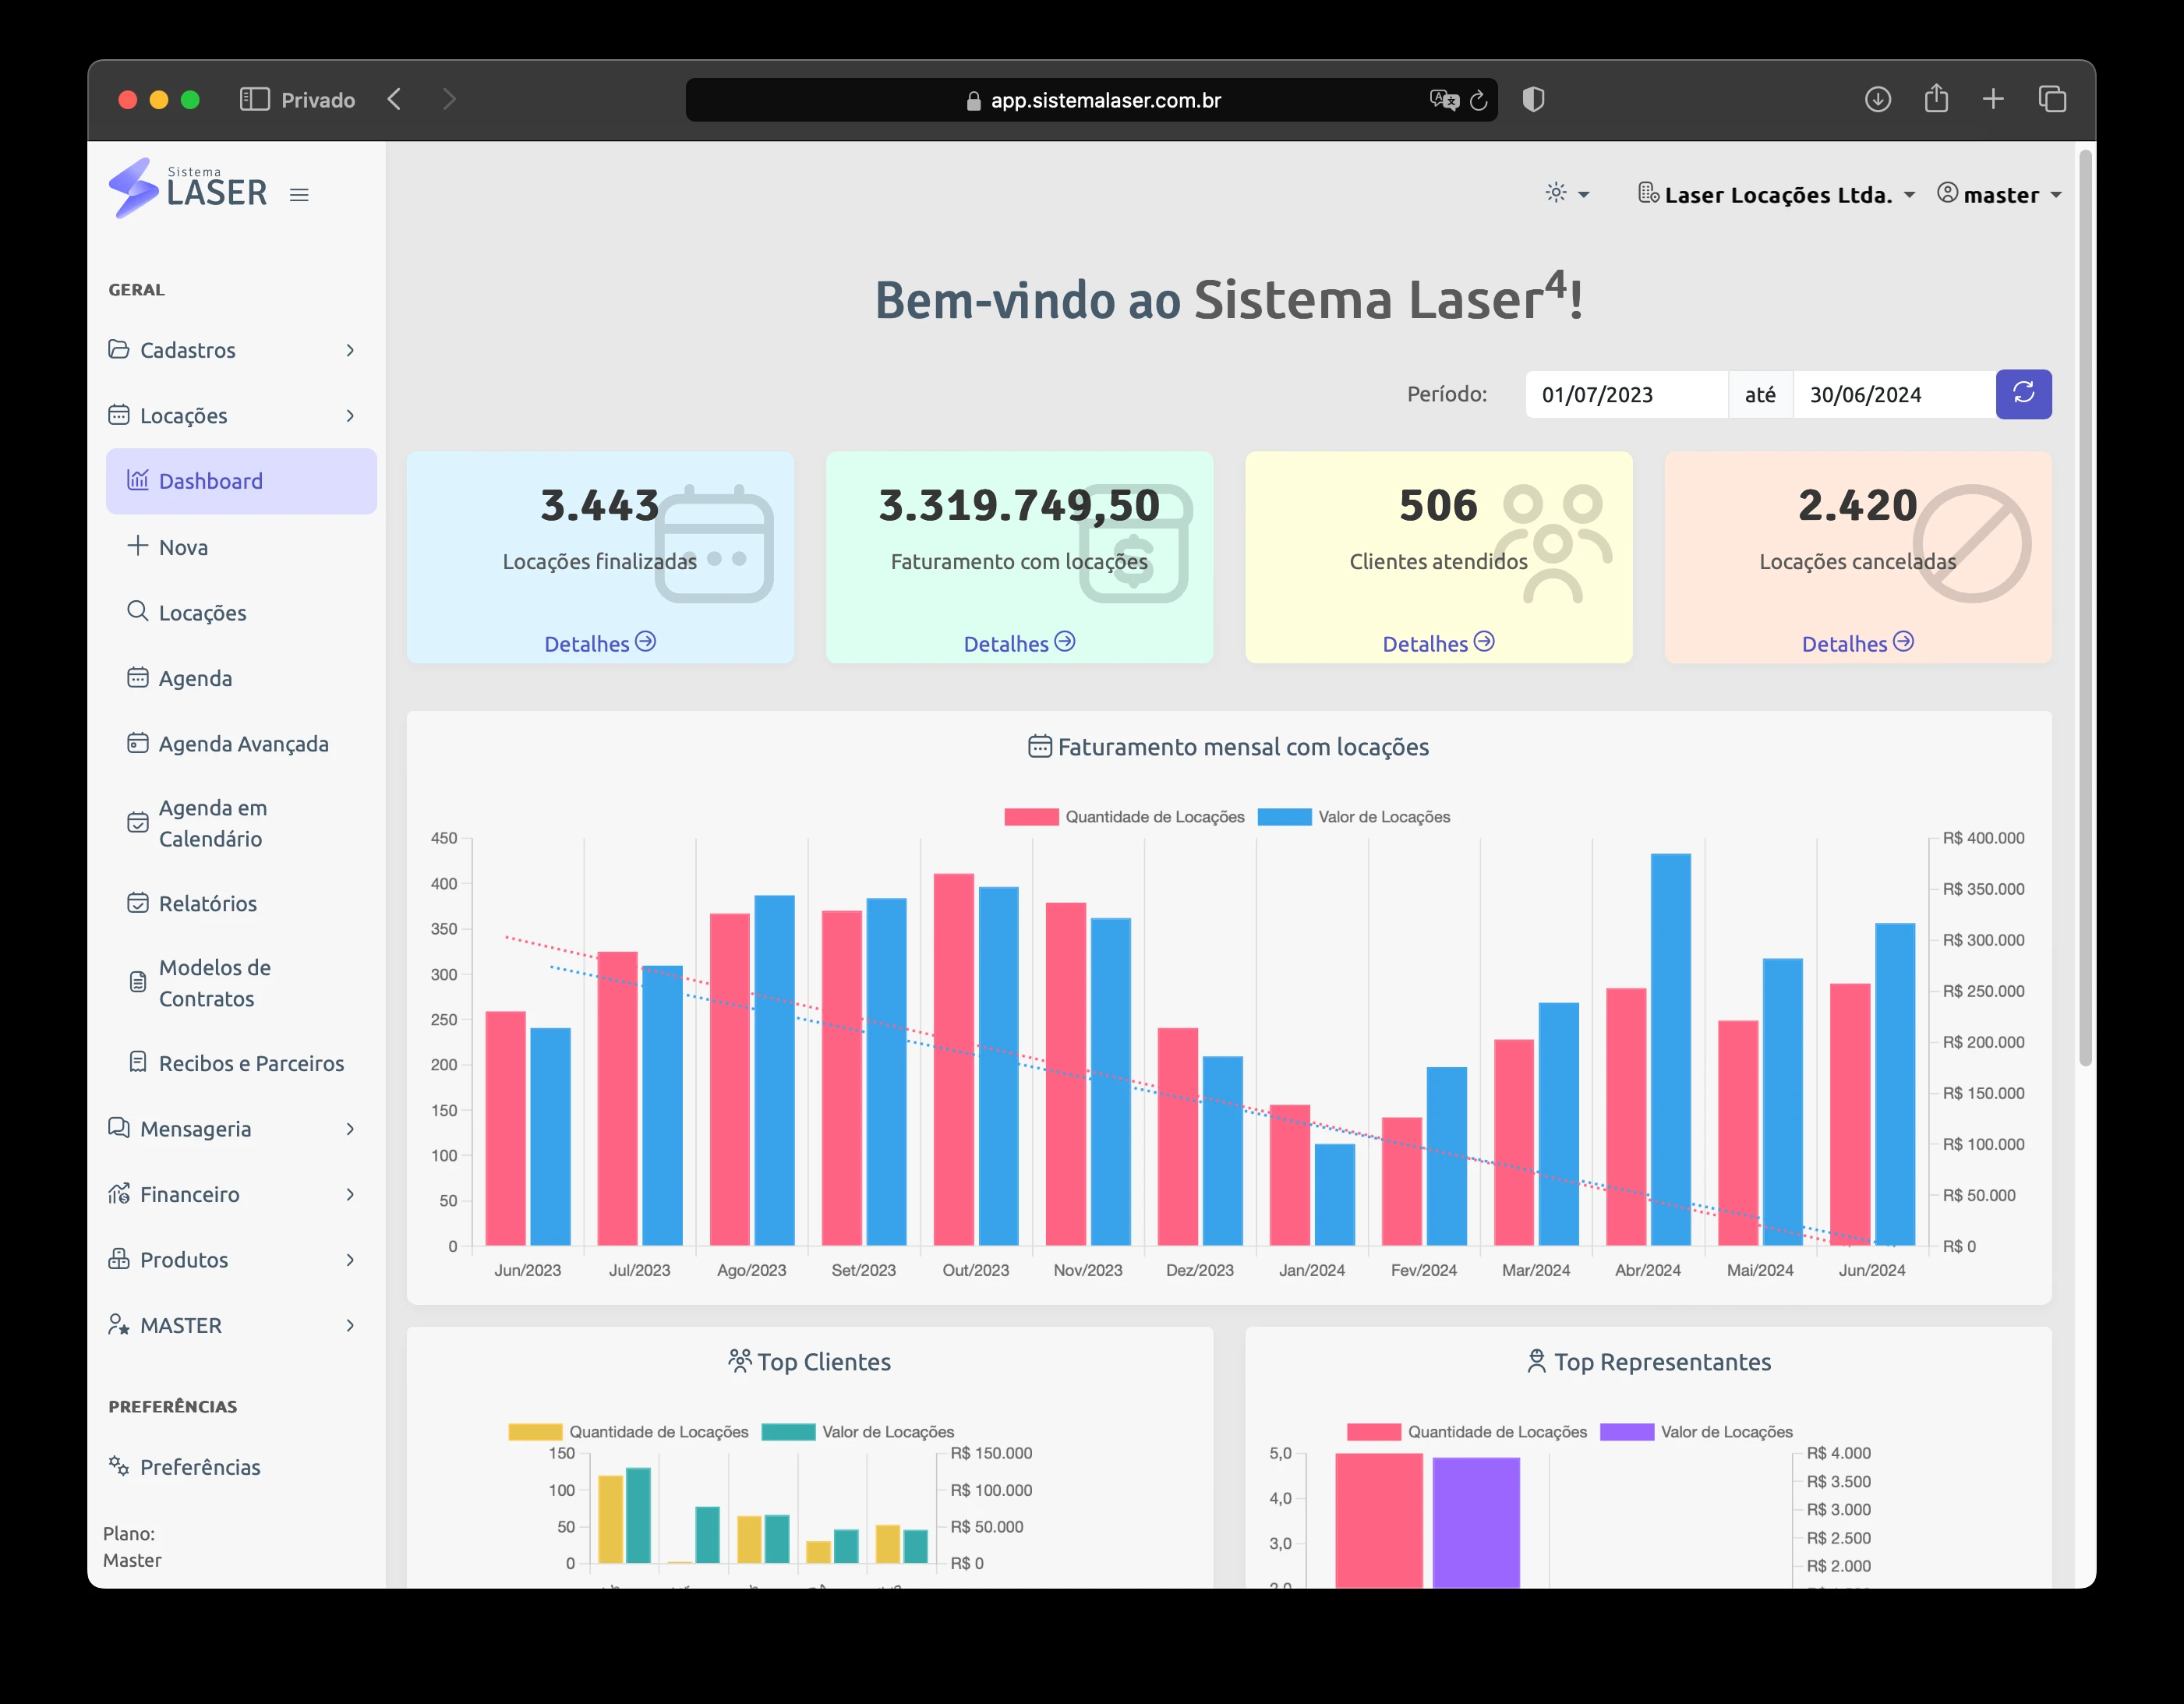 Privado
app.sistemalaser.com.br
Sistema
LASER
Laser Locações Ltda.
master
GERAL
Cadastros
Locações
Dashboard
Nova
Locações
Agenda
Agenda Avançada
Agenda em
Calendário
Relatórios
Modelos de
Contratos
Recibos e Parceiros
Mensageria
Financeiro
Produtos
MASTER
PREFERÊNCIAS
Preferências
Plano:
Master
Bem-vindo ao Sistema Laser⁴!
Período: 01/07/2023 até 30/06/2024
3.443
Locações finalizadas
Detalhes
3.319.749,50
Faturamento com locações
Detalhes
506
Clientes atendidos
Detalhes
2.420
Locações canceladas
Detalhes
Faturamento mensal com locações
Quantidade de Locações Valor de Locações
450 R$ 400.000
400 R$ 350.000
350 R$ 300.000
300 R$ 250.000
250 R$ 200.000
200 R$ 150.000
150 R$ 100.000
100 R$ 50.000
50 R$ 0
0
Jun/2023 Jul/2023 Ago/2023 Set/2023 Out/2023 Nov/2023 Dez/2023 Jan/2024 Fev/2024 Mar/2024 Abr/2024 Mai/2024 Jun/2024
Top Clientes
Quantidade de Locações Valor de Locações
150 R$ 150.000
100 R$ 100.000
50 R$ 50.000
0 R$ 0
Top Representantes
Quantidade de Locações Valor de Locações
5,0 R$ 4.000
R$ 3.500
4,0 R$ 3.000
R$ 2.500
3,0 R$ 2.000